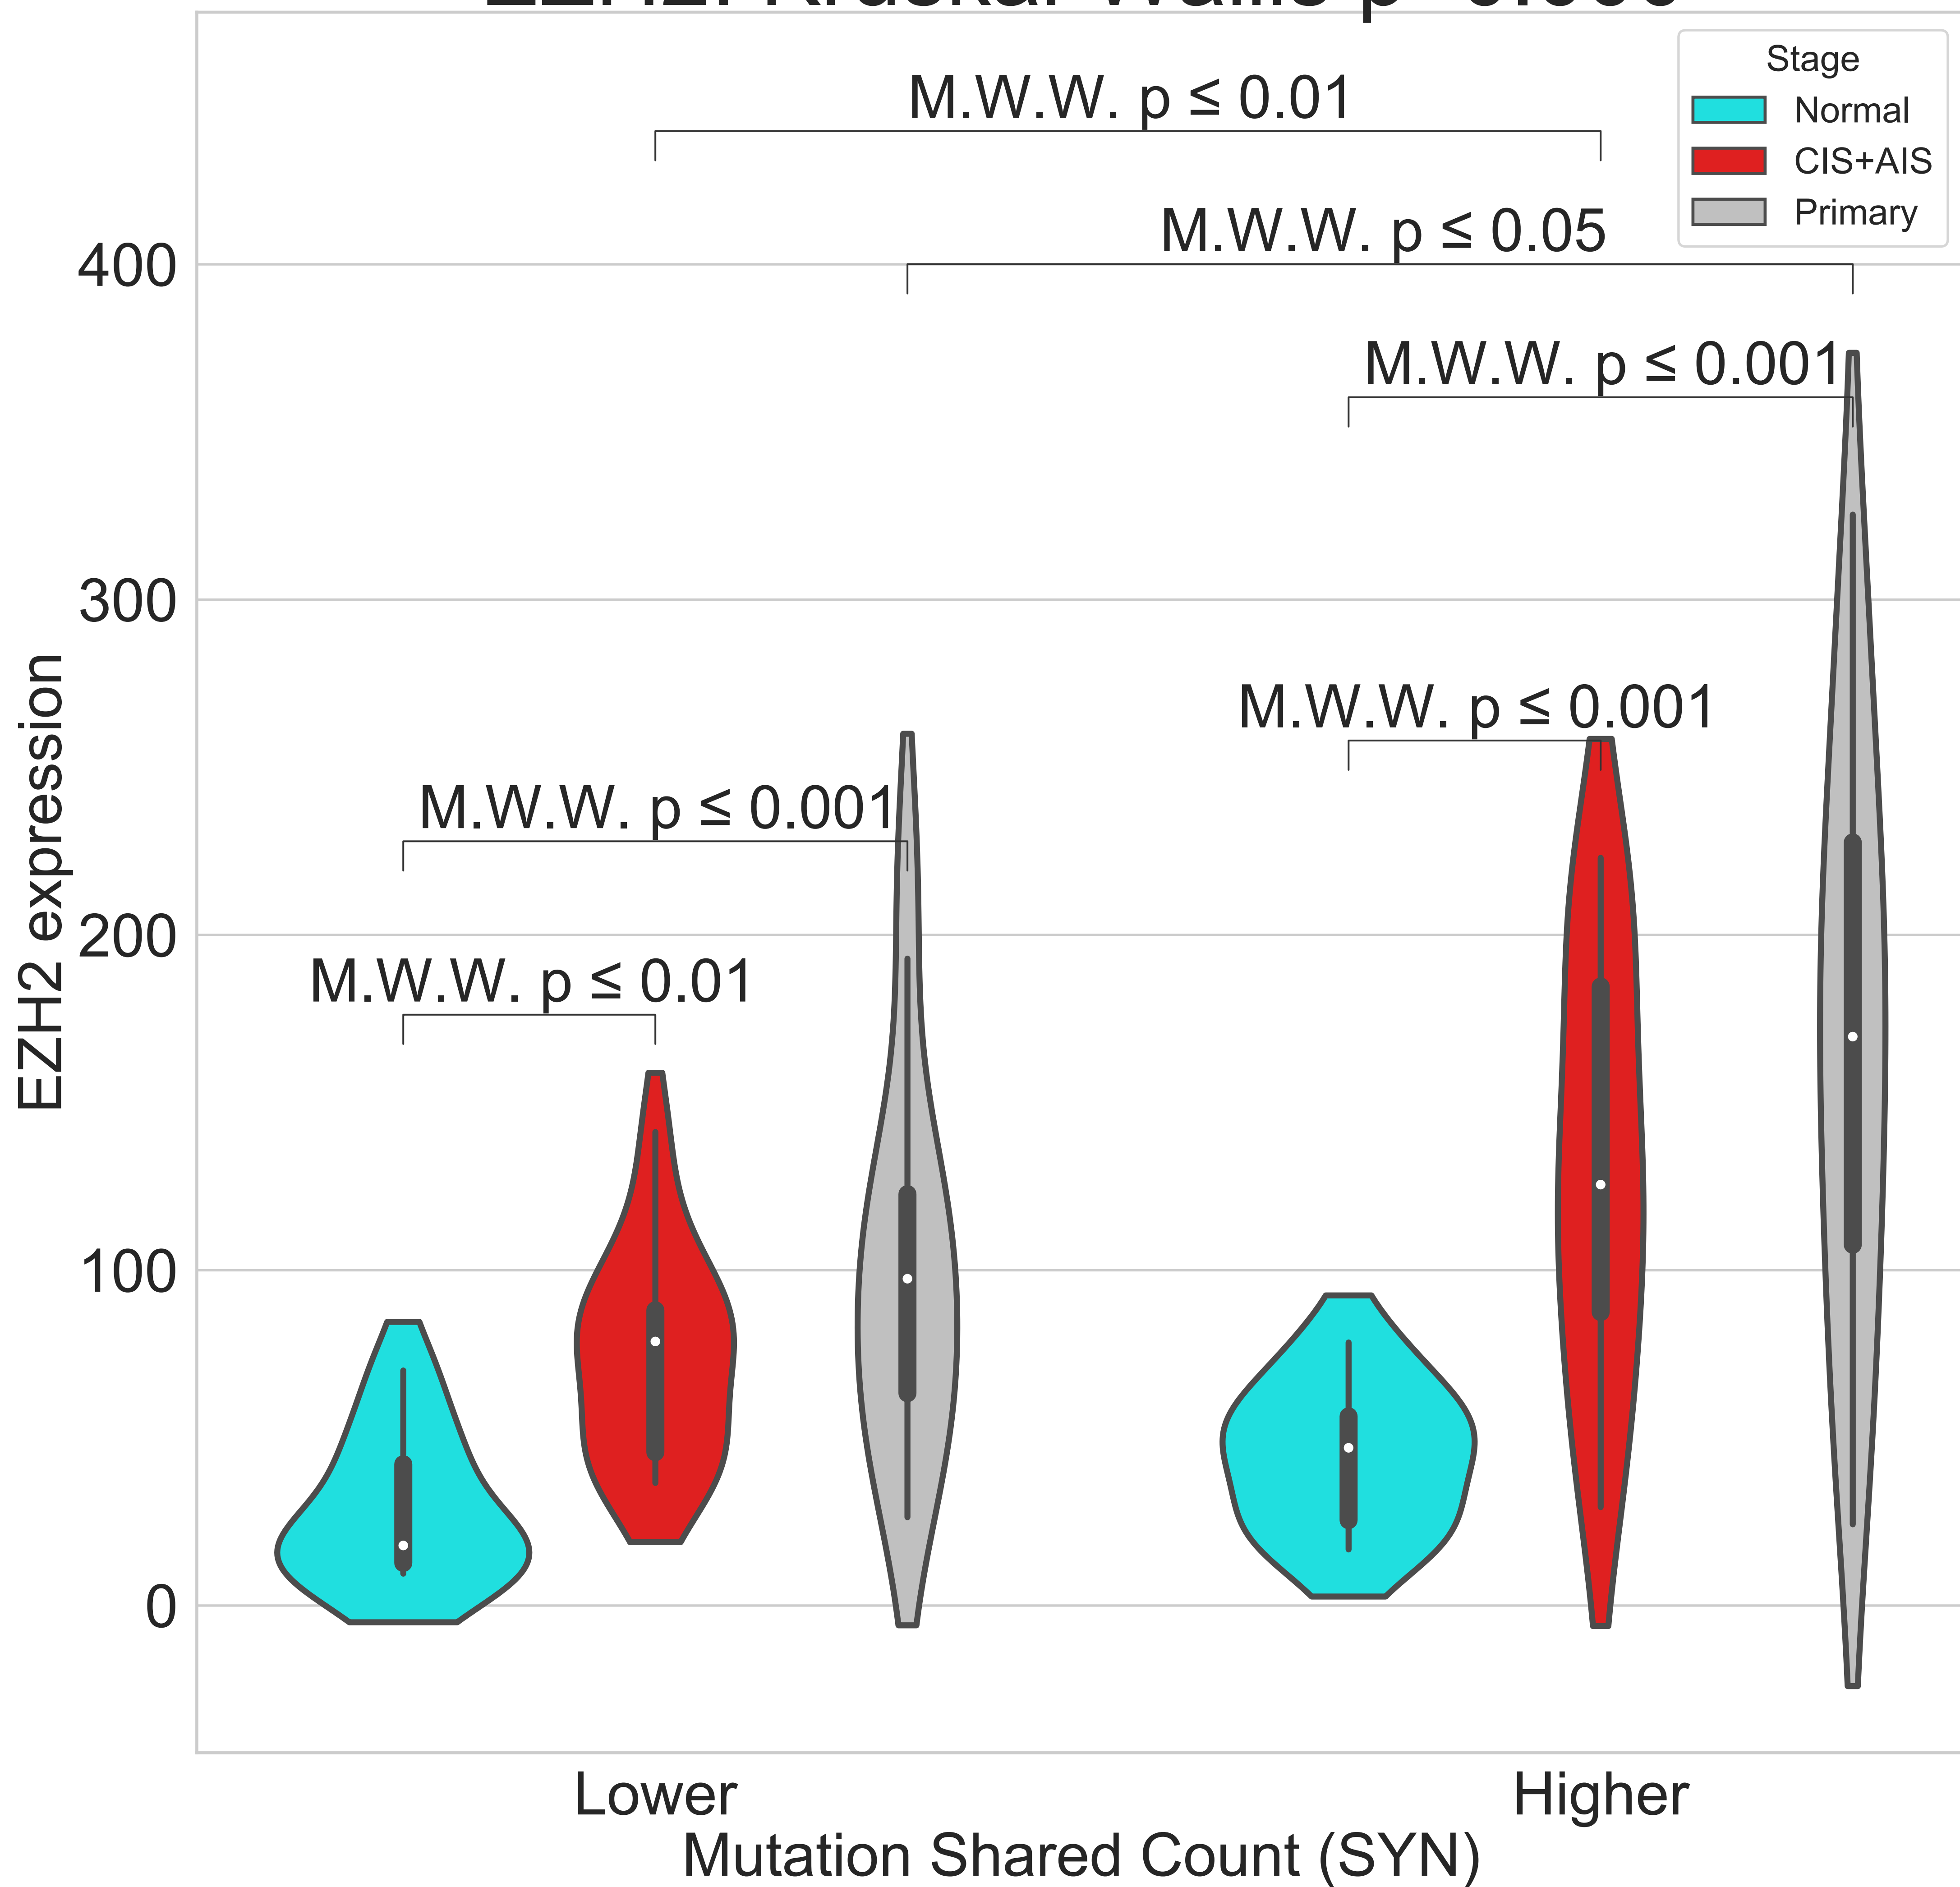 Stage
Normal
CIS+AIS
Primary
M.W.W. p ≤ 0.01
M.W.W. p ≤ 0.05
M.W.W. p ≤ 0.001
M.W.W. p ≤ 0.001
M.W.W. p ≤ 0.001
M.W.W. p ≤ 0.01
400
300
200
100
0
EZH2 expression
Lower
Higher
Mutation Shared Count (SYN)